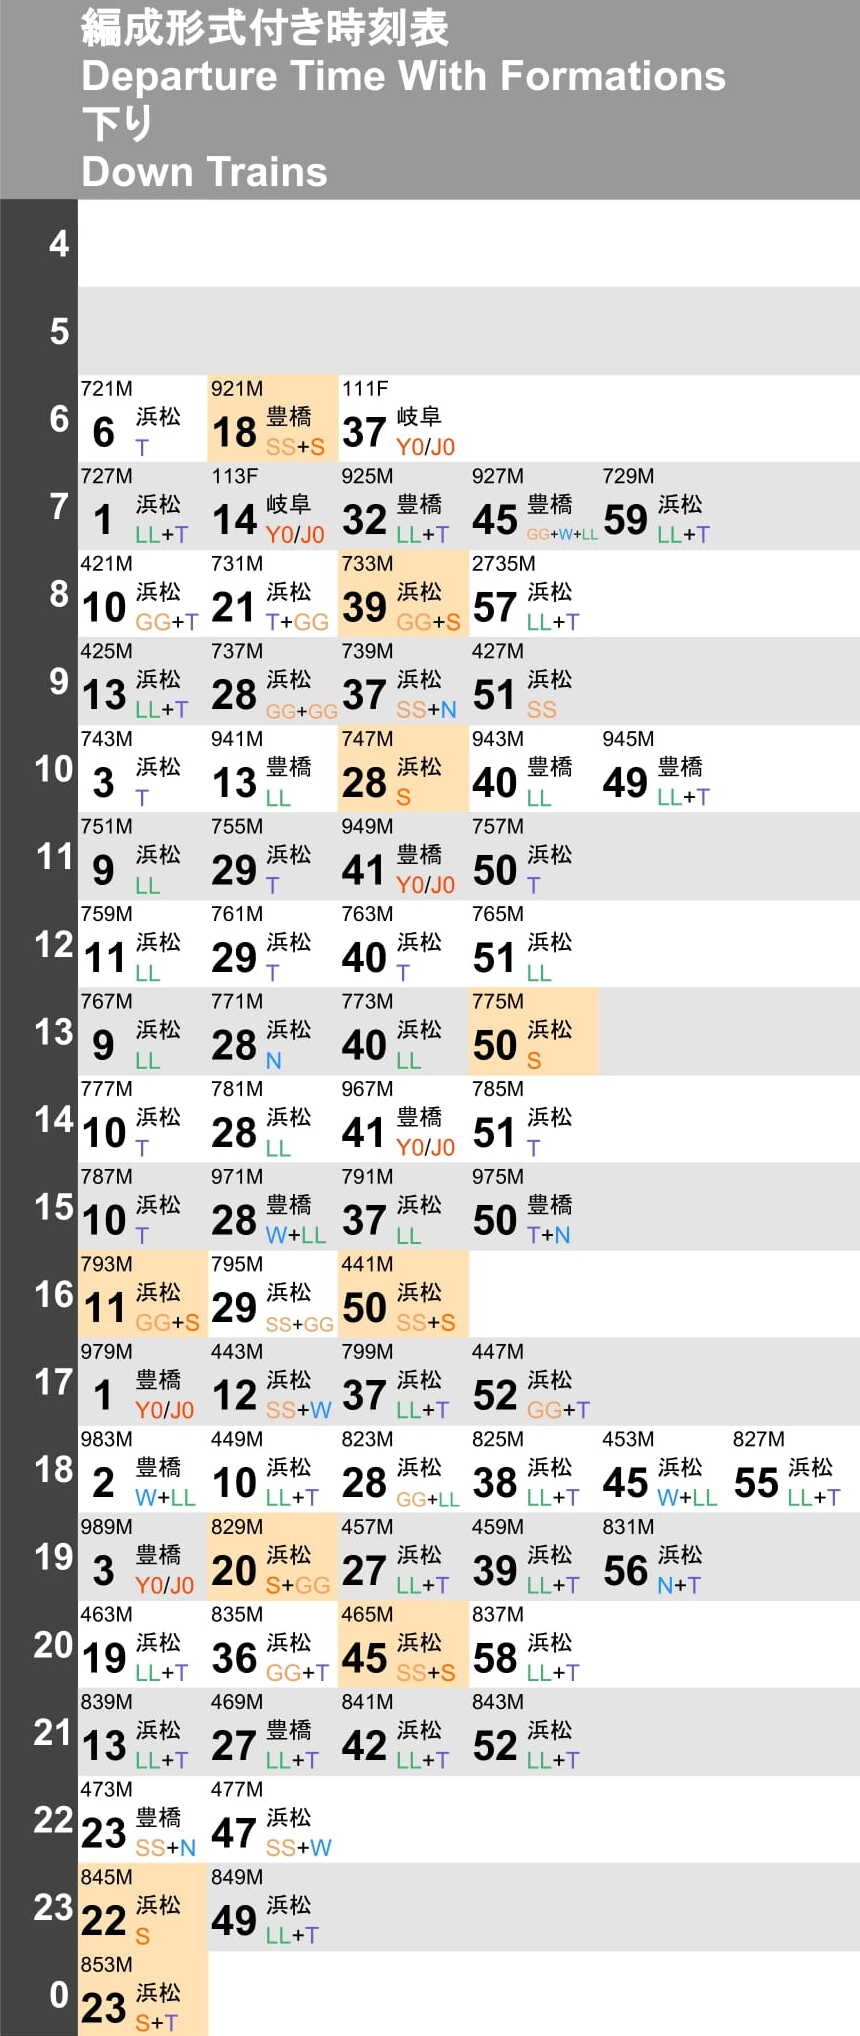 編成形式付き時刻表
Departure Time With Formations
下り
Down Trains
4
5
6
721M 921M 111F
6 浜松 18 豊橋 37 岐阜
T SS+S Y0/J0
7
727M 113F 925M 927M 729M
1 浜松 14 岐阜 32 豊橋 45 豊橋 59 浜松
LL+T Y0/J0 LL+T GG+W+LL LL+T
8
421M 731M 733M 2735M
10 浜松 21 浜松 39 浜松 57 浜松
GG+T T+GG GG+S LL+T
9
425M 737M 739M 427M
13 浜松 28 浜松 37 浜松 51 浜松
LL+T GG+GG SS+N SS
10
743M 941M 747M 943M 945M
3 浜松 13 豊橋 28 浜松 40 豊橋 49 豊橋
T LL S LL LL+T
11
751M 755M 949M 757M
9 浜松 29 浜松 41 豊橋 50 浜松
LL T Y0/J0 T
12
759M 761M 763M 765M
11 浜松 29 浜松 40 浜松 51 浜松
LL T T LL
13
767M 771M 773M 775M
9 浜松 28 浜松 40 浜松 50 浜松
LL N LL S
14
777M 781M 967M 785M
10 浜松 28 浜松 41 豊橋 51 浜松
T LL Y0/J0 T
15
787M 971M 791M 975M
10 浜松 28 豊橋 37 浜松 50 豊橋
T W+LL LL T+N
16
793M 795M 441M
11 浜松 29 浜松 50 浜松
GG+S SS+GG SS+S
17
979M 443M 799M 447M
1 豊橋 12 浜松 37 浜松 52 浜松
Y0/J0 SS+W LL+T GG+T
18
983M 449M 823M 825M 453M 827M
2 豊橋 10 浜松 28 浜松 38 浜松 45 浜松 55 浜松
W+LL LL+T GG+LL LL+T W+LL LL+T
19
989M 829M 457M 459M 831M
3 豊橋 20 浜松 27 浜松 39 浜松 56 浜松
Y0/J0 S+GG LL+T LL+T N+T
20
463M 835M 465M 837M
19 浜松 36 浜松 45 浜松 58 浜松
LL+T GG+T SS+S LL+T
21
839M 469M 841M 843M
13 浜松 27 豊橋 42 浜松 52 浜松
LL+T LL+T LL+T LL+T
22
473M 477M
23 豊橋 47 浜松
SS+N SS+W
23
845M 849M
22 浜松 49 浜松
S LL+T
0
853M
23 浜松
S+T